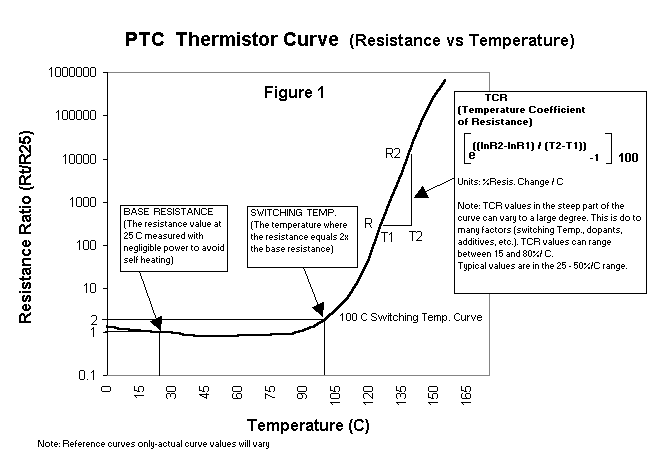 PTC Thermistor Curve (Resistance vs Temperature)
Figure 1
Resistance Ratio (Rt/R25)
1000000
100000
10000
1000
100
10
2
1
0.1
BASE RESISTANCE
(The resistance value at
25 C measured with
negligible power to avoid
self heating)
SWITCHING TEMP.
(The temperature where
the resistance equals 2x
the base resistance)
R2
R
T1 T2
100 C Switching Temp. Curve
TCR
(Temperature Coefficient
of Resistance)
[e((lnR2-lnR1) / (T2-T1)) -1] 100
Units: %Resis. Change / C
Note: TCR values in the steep part of the
curve can vary to a large degree. This is do to
many factors (switching Temp., dopants,
additives, etc.). TCR values can range
between 15 and 80%/ C.
Typical values are in the 25 - 50%/C range.
0 15 30 45 60 75 90 105 120 135 150 165
Temperature (C)
Note: Reference curves only-actual curve values will vary